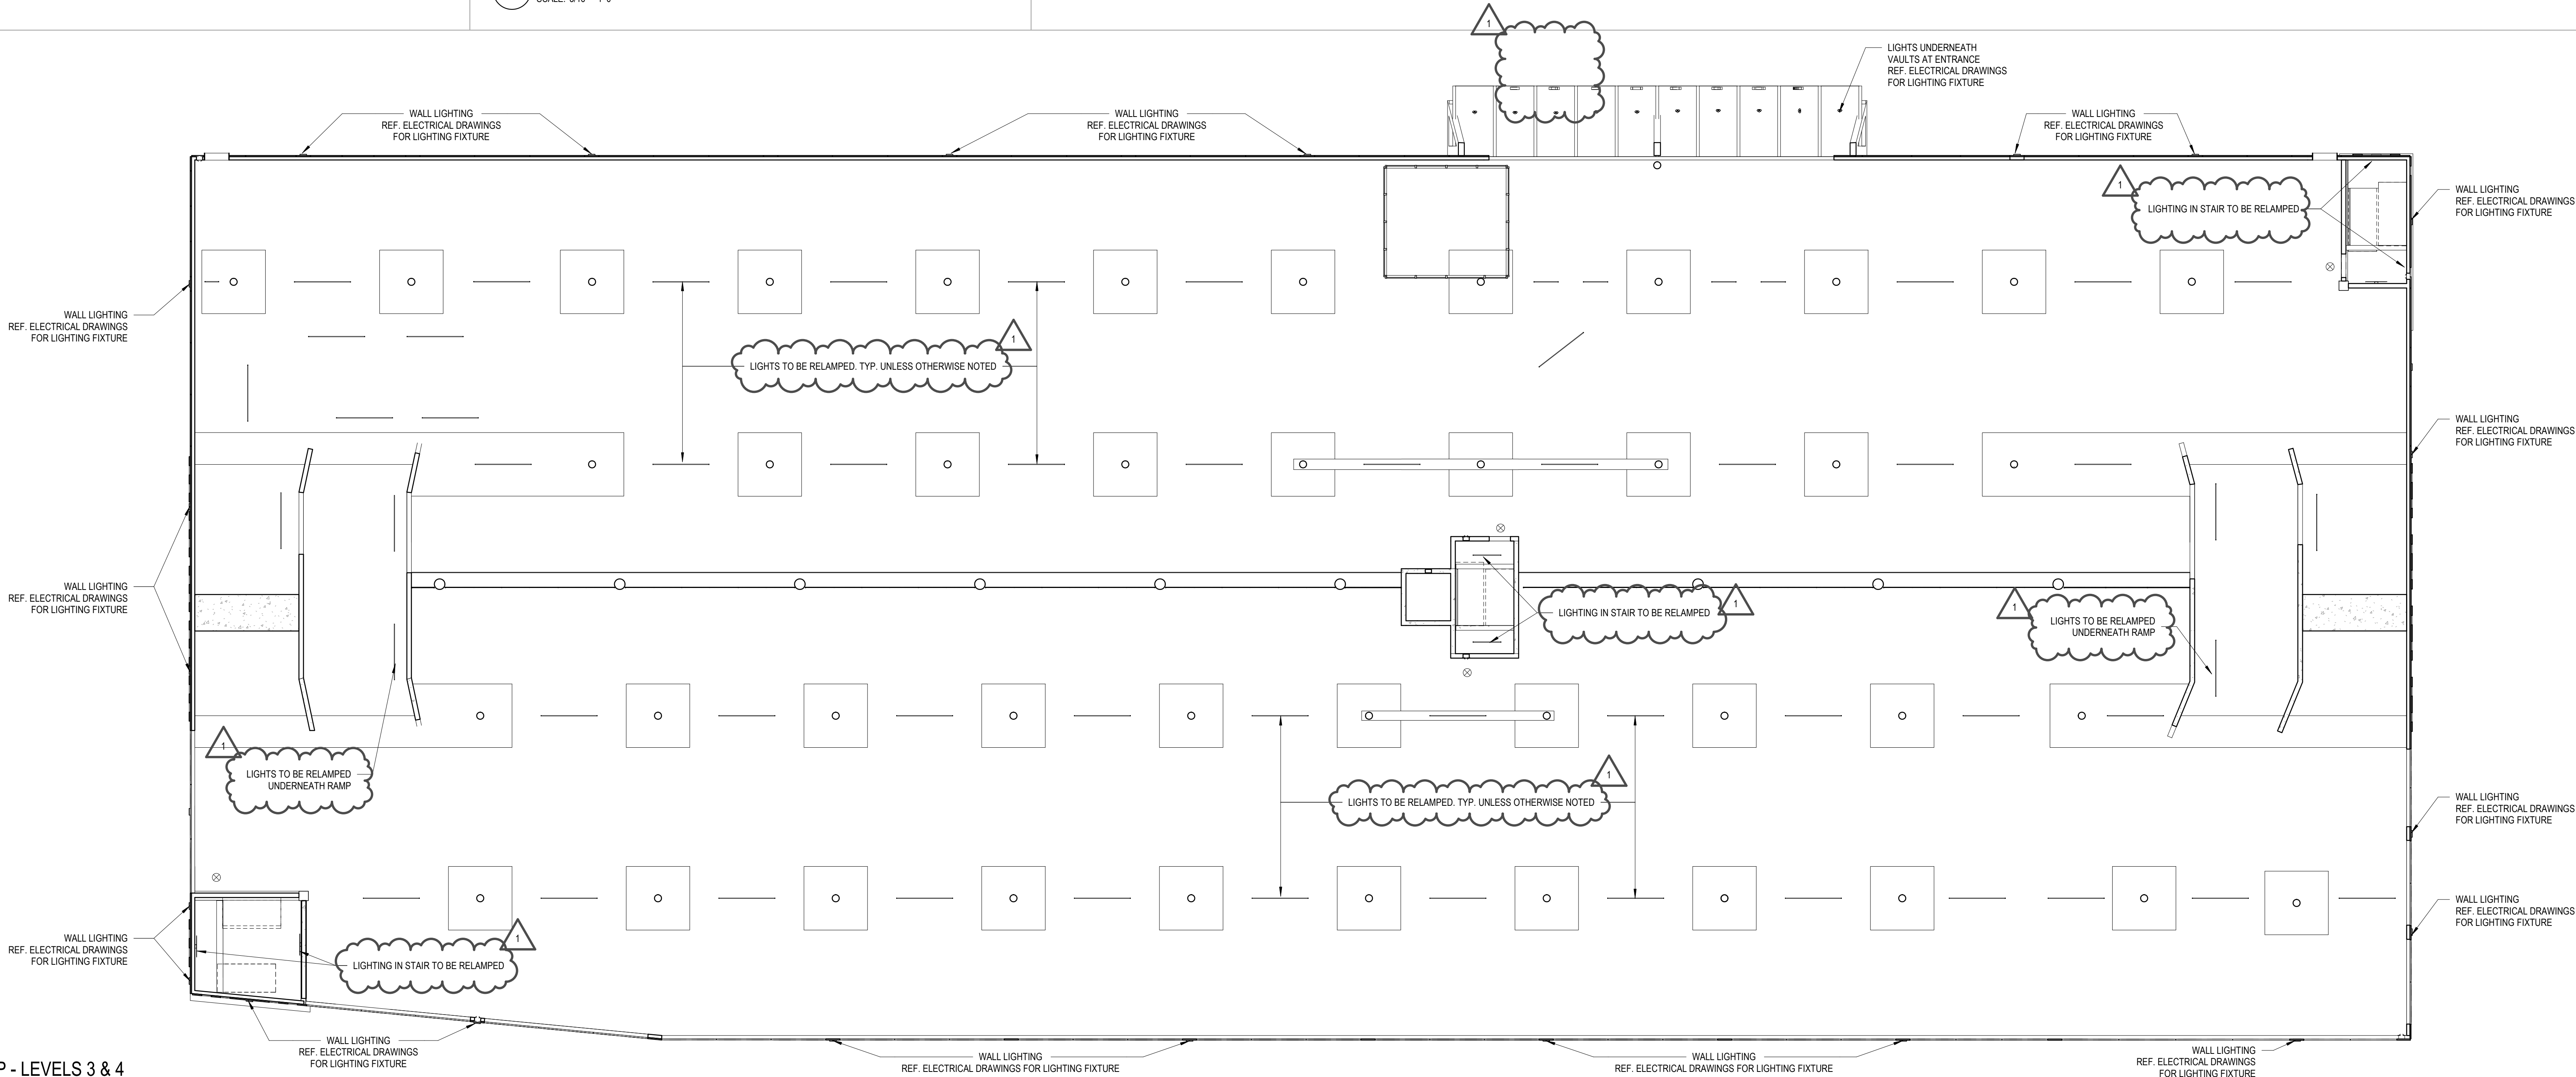 1
LIGHTS UNDERNEATH
VAULTS AT ENTRANCE
REF. ELECTRICAL DRAWINGS
FOR LIGHTING FIXTURE
WALL LIGHTING
REF. ELECTRICAL DRAWINGS
FOR LIGHTING FIXTURE
WALL LIGHTING
REF. ELECTRICAL DRAWINGS
FOR LIGHTING FIXTURE
WALL LIGHTING
REF. ELECTRICAL DRAWINGS
FOR LIGHTING FIXTURE
1
LIGHTING IN STAIR TO BE RELAMPED
WALL LIGHTING
REF. ELECTRICAL DRAWINGS
FOR LIGHTING FIXTURE
WALL LIGHTING
REF. ELECTRICAL DRAWINGS
FOR LIGHTING FIXTURE
1
LIGHTS TO BE RELAMPED. TYP. UNLESS OTHERWISE NOTED
WALL LIGHTING
REF. ELECTRICAL DRAWINGS
FOR LIGHTING FIXTURE
WALL LIGHTING
REF. ELECTRICAL DRAWINGS
FOR LIGHTING FIXTURE
1
LIGHTING IN STAIR TO BE RELAMPED
1
LIGHTS TO BE RELAMPED
UNDERNEATH RAMP
1
LIGHTS TO BE RELAMPED
UNDERNEATH RAMP
1
LIGHTS TO BE RELAMPED. TYP. UNLESS OTHERWISE NOTED
WALL LIGHTING
REF. ELECTRICAL DRAWINGS
FOR LIGHTING FIXTURE
WALL LIGHTING
REF. ELECTRICAL DRAWINGS
FOR LIGHTING FIXTURE
WALL LIGHTING
REF. ELECTRICAL DRAWINGS
FOR LIGHTING FIXTURE
1
LIGHTING IN STAIR TO BE RELAMPED
WALL LIGHTING
REF. ELECTRICAL DRAWINGS
FOR LIGHTING FIXTURE
WALL LIGHTING
REF. ELECTRICAL DRAWINGS FOR LIGHTING FIXTURE
WALL LIGHTING
REF. ELECTRICAL DRAWINGS FOR LIGHTING FIXTURE
WALL LIGHTING
REF. ELECTRICAL DRAWINGS
FOR LIGHTING FIXTURE
P - LEVELS 3 & 4